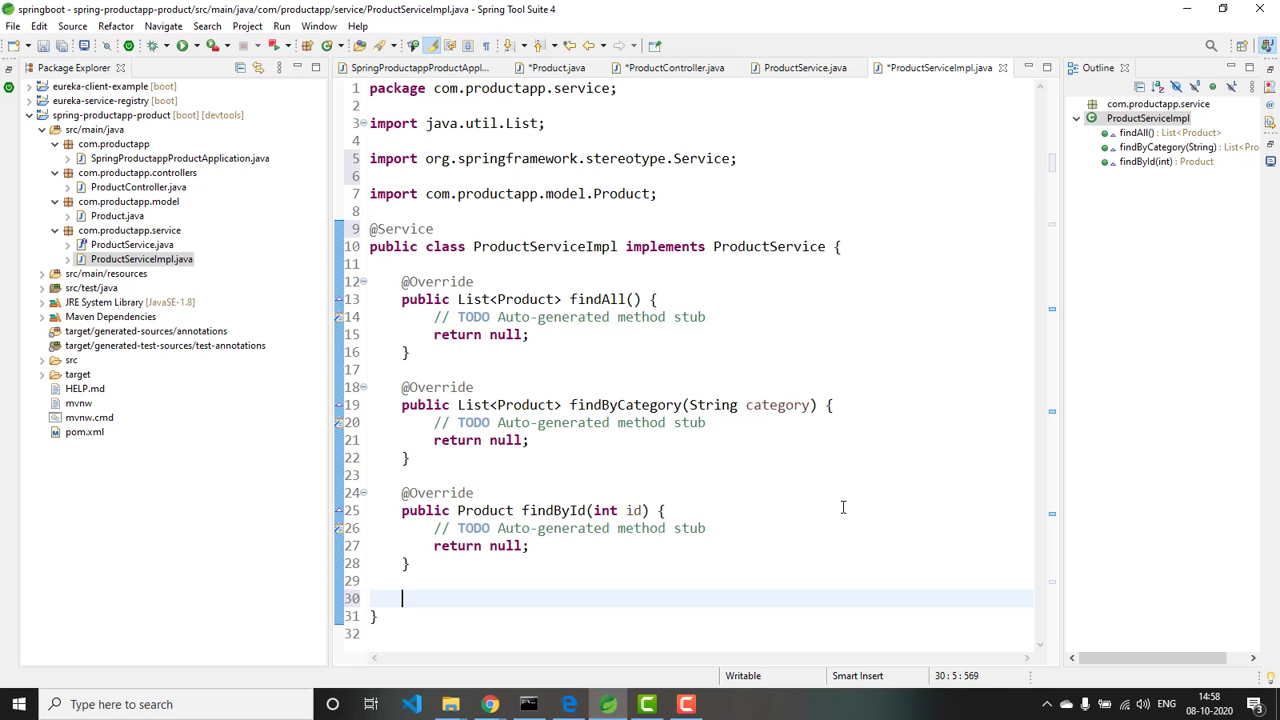 springboot - spring-productapp-product/src/main/java/com/productapp/service/ProductServiceImpl.java - Spring Tool Suite 4
File Edit Source Refactor Navigate Search Project Run Window Help
Package Explorer
SpringProductappProductAppl...
*Product.java
*ProductController.java
ProductService.java
*ProductServiceImpl.java
Outline
eureka-client-example [boot]
eureka-service-registry [boot]
spring-productapp-product [boot] [devtools]
src/main/java
com.productapp
SpringProductappProductApplication.java
com.productapp.controllers
ProductController.java
com.productapp.model
Product.java
com.productapp.service
ProductService.java
ProductServiceImpl.java
src/main/resources
src/test/java
JRE System Library [JavaSE-1.8]
Maven Dependencies
target/generated-sources/annotations
target/generated-test-sources/test-annotations
src
target
HELP.md
mvnw
mvnw.cmd
pom.xml
1 package com.productapp.service;
2
3 import java.util.List;
4
5 import org.springframework.stereotype.Service;
6
7 import com.productapp.model.Product;
8
9 @Service
10 public class ProductServiceImpl implements ProductService {
11
12 @Override
13 public List<Product> findAll() {
14 // TODO Auto-generated method stub
15 return null;
16 }
17
18 @Override
19 public List<Product> findByCategory(String category) {
20 // TODO Auto-generated method stub
21 return null;
22 }
23
24 @Override
25 public Product findById(int id) {
26 // TODO Auto-generated method stub
27 return null;
28 }
29
30
31 }
32
com.productapp.service
ProductServiceImpl
findAll() : List<Product>
findByCategory(String) : List<Pro
findById(int) : Product
Writable
Smart Insert
30 : 5 : 569
Type here to search
ENG
14:58
08-10-2020
3